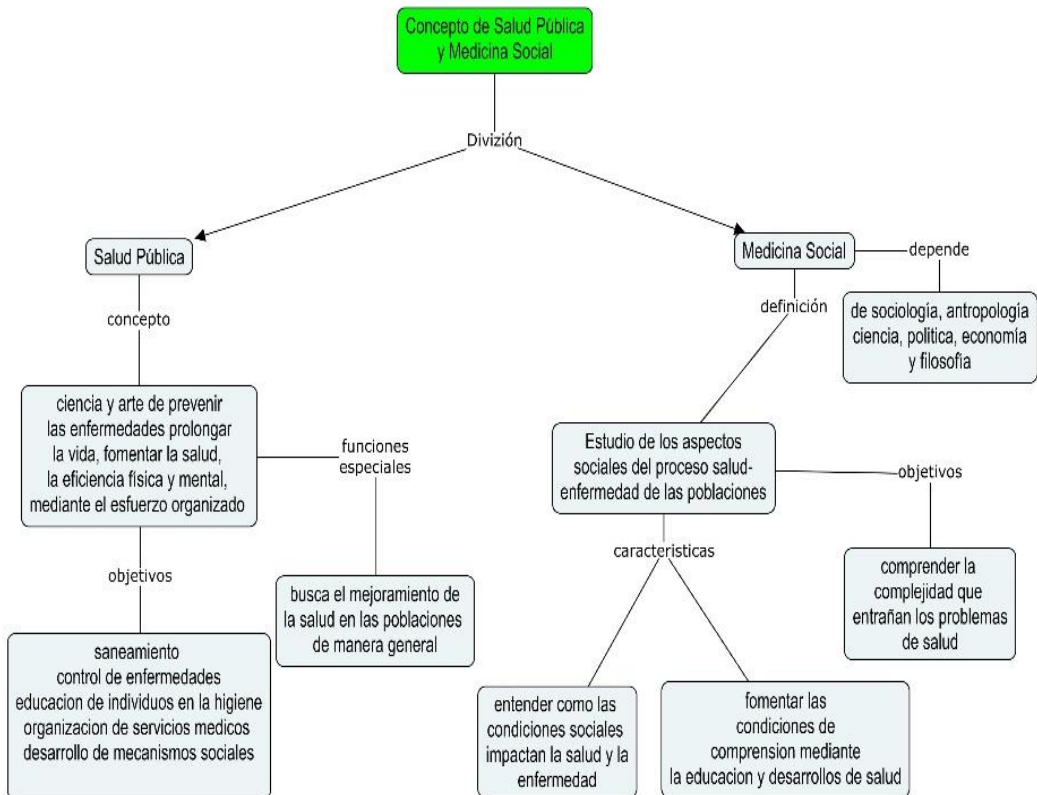 Concepto de Salud Pública
y Medicina Social
Divizión
Salud Pública
Medicina Social
depende
concepto
definición
de sociología, antropología
ciencia, politica, economía
y filosofía
ciencia y arte de prevenir
las enfermedades prolongar
la vida, fomentar la salud,
la eficiencia física y mental,
mediante el esfuerzo organizado
funciones
especiales
Estudio de los aspectos
sociales del proceso salud-
enfermedad de las poblaciones
objetivos
objetivos
caracteristicas
busca el mejoramiento de
la salud en las poblaciones
de manera general
comprender la
complejidad que
entrañan los problemas
de salud
saneamiento
control de enfermedades
educacion de individuos en la higiene
organizacion de servicios medicos
desarrollo de mecanismos sociales
entender como las
condiciones sociales
impactan la salud y la
enfermedad
fomentar las
condiciones de
comprension mediante
la educacion y desarrollos de salud